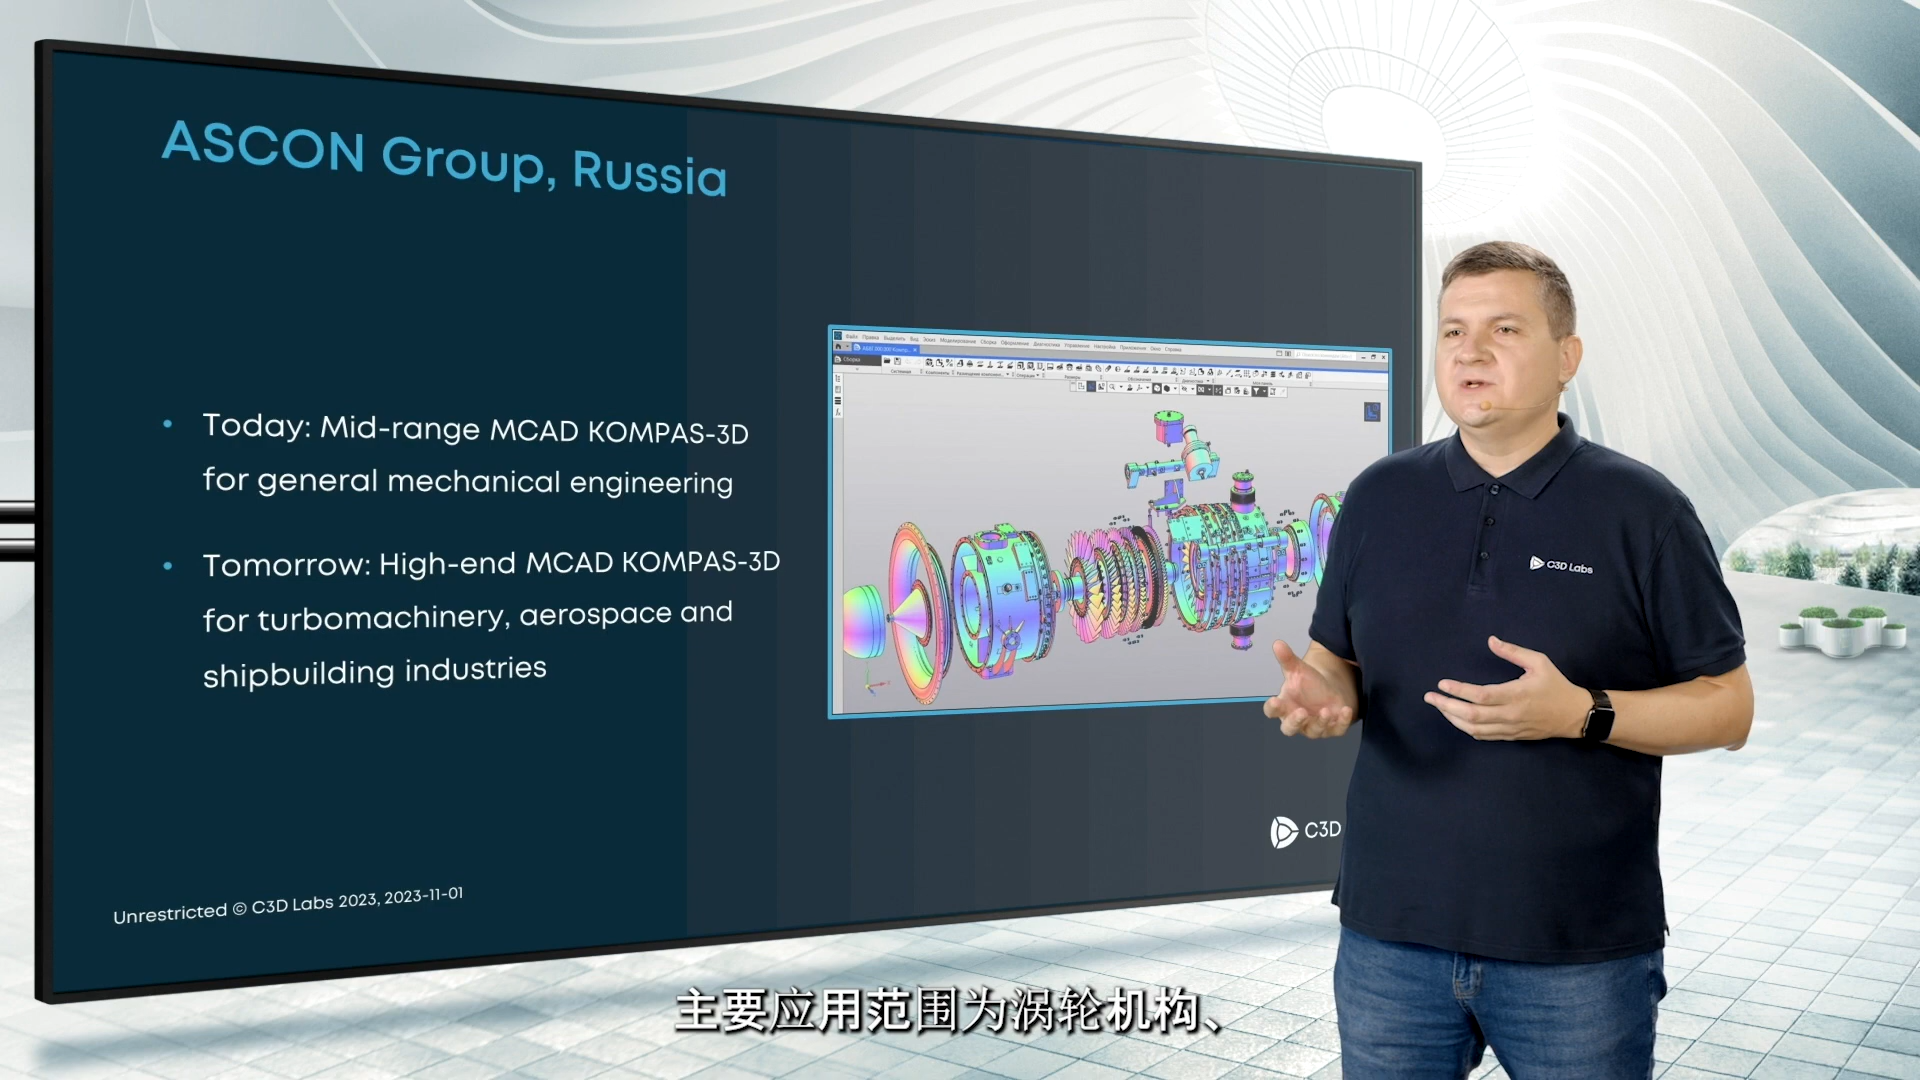 ASCON Group, Russia
• Today: Mid-range MCAD KOMPAS-3D
for general mechanical engineering
• Tomorrow: High-end MCAD KOMPAS-3D
for turbomachinery, aerospace and
shipbuilding industries
C3D Labs
C3D
Unrestricted © C3D Labs 2023, 2023-11-01
主要应用范围为涡轮机构、